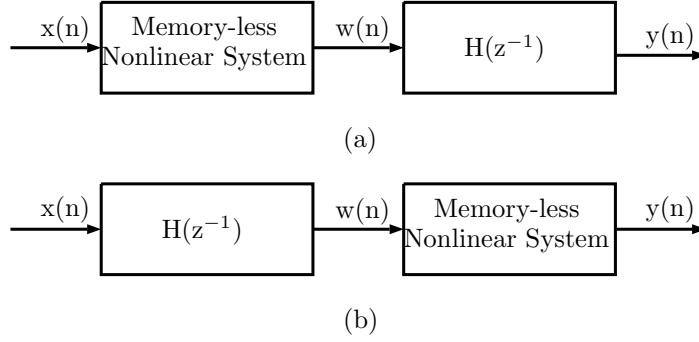 x(n)
Memory-less
Nonlinear System
w(n)
H(z⁻¹)
y(n)
(a)
x(n)
H(z⁻¹)
w(n)
Memory-less
Nonlinear System
y(n)
(b)